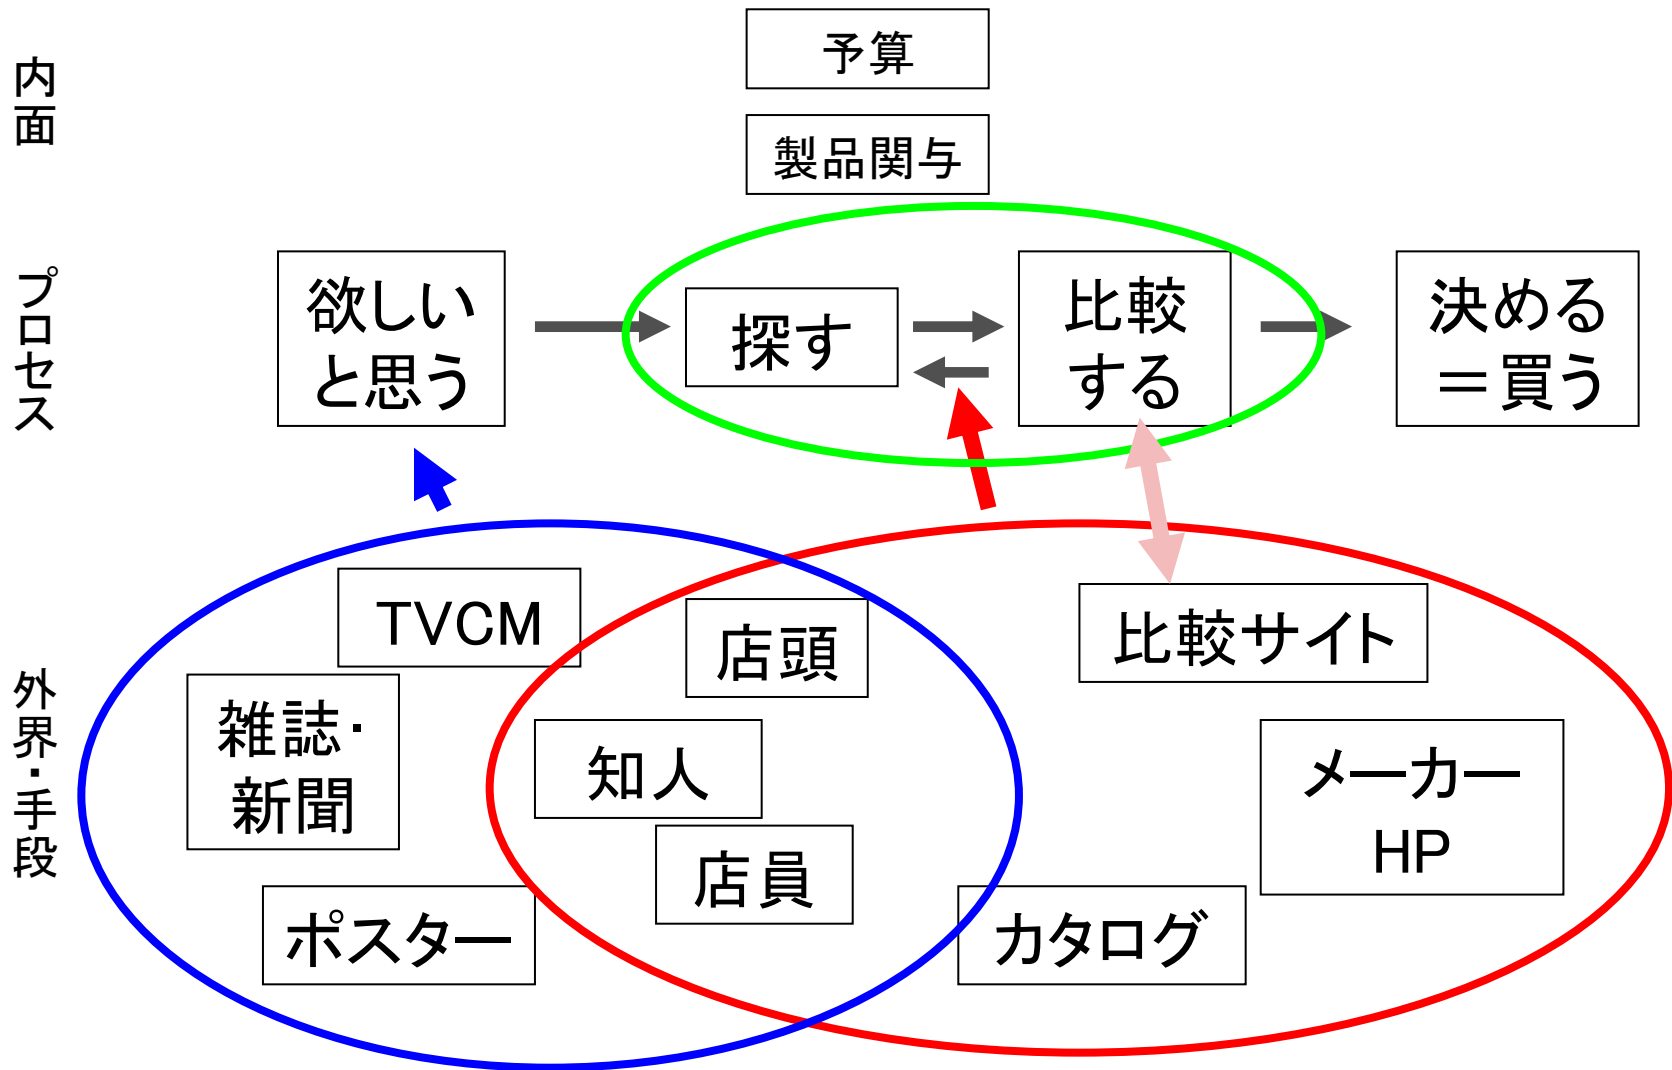 内面
予算
製品関与
プロセス
欲しい
と思う
探す
比較
する
決める
＝買う
外界・手段
TVCM
店頭
比較サイト
雑誌・
新聞
知人
メーカー
HP
店員
ポスター
カタログ